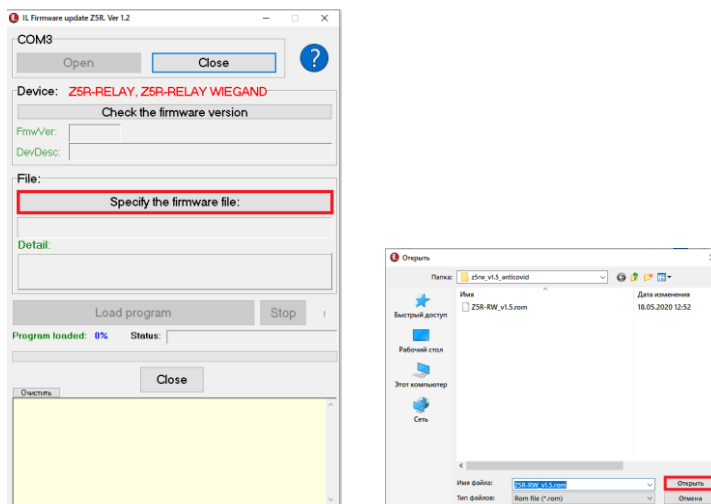 IL Firmware update Z5R. Ver 1.2
COM3
Open
Close
?
Device: Z5R-RELAY, Z5R-RELAY WIEGAND
Check the firmware version
FmwVer:
DevDesc:
File:
Specify the firmware file:
Detail:
Load program
Stop
!
Program loaded: 0% Status:
Close
Очистить
Открыть
Папка: z5rw_v1.5_anticovid
Имя
Дата изменения
Z5R-RW_v1.5.rom
18.05.2020 12:52
Быстрый доступ
Рабочий стол
Этот компьютер
Сеть
Имя файла: Z5R-RW_v1.5.rom
Открыть
Тип файлов: Rom file (*.rom)
Отмена